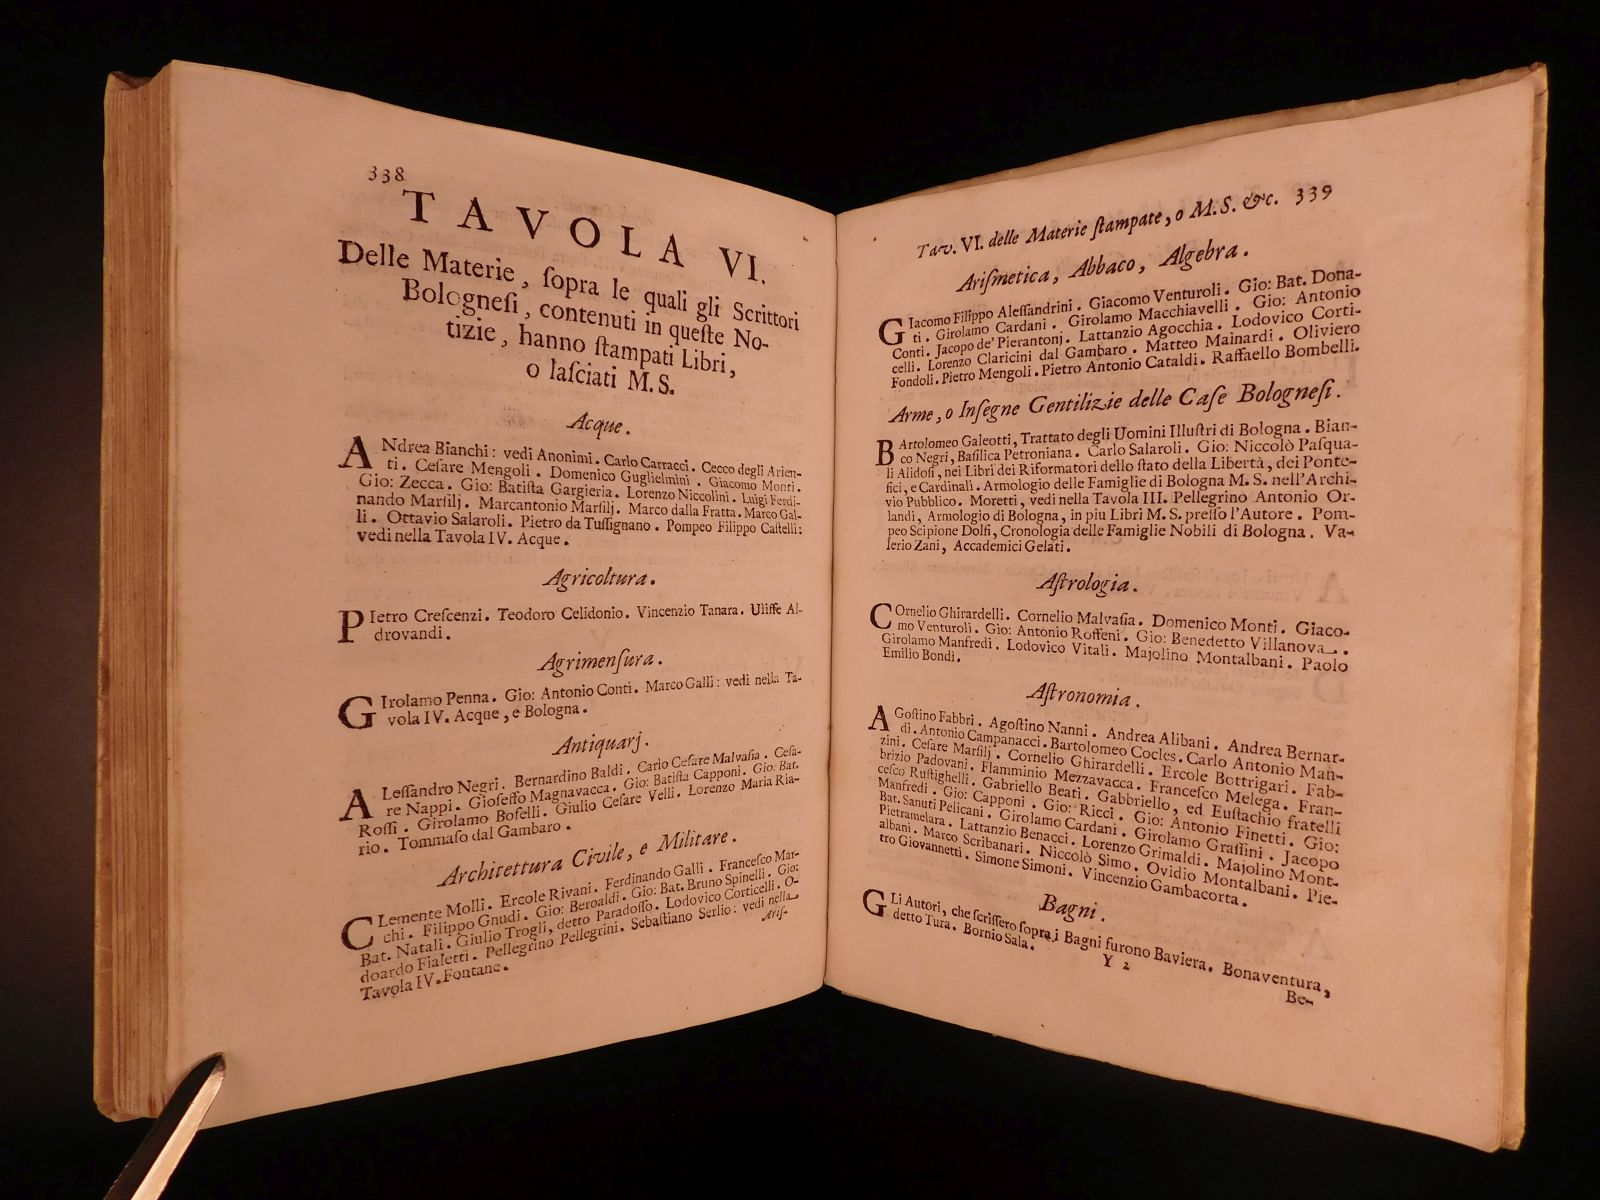 338
TAVOLA VI.
Delle Materie, ſopra le quali gli Scrittori
Bologneſi, contenuti in queſte No-
tizie, hanno ſtampati Libri,
o laſciati M.S.
Acque.
ANdrea Bianchi: vedi Anonimi. Carlo Carracci. Cecco degli Arien-
ti. Ceſare Mengoli. Domenico Guglielmini. Giacomo Monti.
Gio: Zecca. Gio: Batiſta Gargieria. Lorenzo Niccolini. Luigi Ferdi-
nando Marſilj. Marcantonio Marſilj. Marco dalla Fratta. Marco Gal-
li. Ottavio Salaroli. Pietro da Tuſſignano. Pompeo Filippo Caſtelli:
vedi nella Tavola IV. Acque.
Agricoltura.
PIetro Creſcenzi. Teodoro Celidonio. Vincenzio Tanara. Uliſſe Al-
drovandi.
Agrimenſura.
GIrolamo Penna. Gio: Antonio Conti. Marco Galli: vedi nella Ta-
vola IV. Acque, e Bologna.
Antiquarj.
ALeſſandro Negri. Bernardino Baldi. Carlo Ceſare Malvaſia. Ceſa-
re Nappi. Gioſeffo Magnavacca. Gio: Batiſta Capponi. Gio: Bat.
Roſſi. Girolamo Boſelli. Giulio Ceſare Velli. Lorenzo Maria Ria-
rio. Tommaſo dal Gambaro.
Architettura Civile, e Militare.
CLemente Molli. Ercole Rivani. Ferdinando Galli. Franceſco Mar-
chi. Filippo Gnudi. Gio: Beroaldi. Gio: Bat. Bruno Spinelli. Gio:
Bat. Natali. Giulio Trogli, detto Paradoſſo. Lodovico Corticelli. O-
doardo Fialetti. Pellegrino Pellegrini. Sebaſtiano Serlio: vedi nella
Tavola IV. Fontane.
Ariſ-
Tav. VI. delle Materie ſtampate, o M.S. &c. 339
Ariſmetica, Abbaco, Algebra.
GIacomo Filippo Aleſſandrini. Giacomo Venturoli. Gio: Bat. Dona-
ti. Girolamo Cardani. Girolamo Macchiavelli. Gio: Antonio
Conti. Jacopo de' Pierantonj. Lattanzio Agocchia. Lodovico Corti-
celli. Lorenzo Claricini dal Gambaro. Matteo Mainardi. Oliviero
Fondoli. Pietro Mengoli. Pietro Antonio Cataldi. Raffaello Bombelli.
Arme, o Inſegne Gentilizie delle Caſe Bologneſi.
BArtolomeo Galeotti, Trattato degli Uomini Illuſtri di Bologna. Bian-
co Negri, Baſilica Petroniana. Carlo Salaroli. Gio: Niccolò Paſqua-
li Alidoſi, nei Libri dei Riformatori dello ſtato della Libertà, dei Ponte-
fici, e Cardinali. Armologio delle Famiglie di Bologna M.S. nell'Archi-
vio Pubblico. Moretti, vedi nella Tavola III. Pellegrino Antonio Or-
landi, Armologio di Bologna, in piu Libri M.S. preſſo l'Autore. Pom-
peo Scipione Dolfi, Cronologia delle Famiglie Nobili di Bologna. Va-
lerio Zani, Accademici Gelati.
Aſtrologia.
COrnelio Ghirardelli. Cornelio Malvaſia. Domenico Monti. Giaco-
mo Venturoli. Gio: Antonio Roffeni. Gio: Benedetto Villanova.
Girolamo Manfredi. Lodovico Vitali. Majolino Montalbani. Paolo
Emilio Bondi.
Aſtronomia.
AGoſtino Fabbri. Agoſtino Nanni. Andrea Alibani. Andrea Bernar-
di. Antonio Campanacci. Bartolomeo Cocles. Carlo Antonio Man-
zini. Ceſare Marſilj. Cornelio Ghirardelli. Ercole Bottrigari. Fab-
brizio Padovani. Flamminio Mezzavacca. Franceſco Melega. Fran-
ceſco Ruſtighelli. Gabriello Beati. Gabbriello, ed Euſtachio fratelli
Manfredi. Gio: Capponi. Gio: Ricci. Gio: Antonio Finetti. Gio:
Bat. Sanuti Pelicani. Girolamo Cardani. Girolamo Graſſini. Jacopo
Pietramelara. Lattanzio Benacci. Lorenzo Grimaldi. Majolino Mont-
albani. Marco Scribanari. Niccolò Simo. Ovidio Montalbani. Pie-
tro Giovannetti. Simone Simoni. Vincenzio Gambacorta.
Bagni.
GLi Autori, che ſcriſſero ſopra i Bagni furono Baviera. Bonaventura,
detto Tura. Bornio Sala.
Y 2
Be-